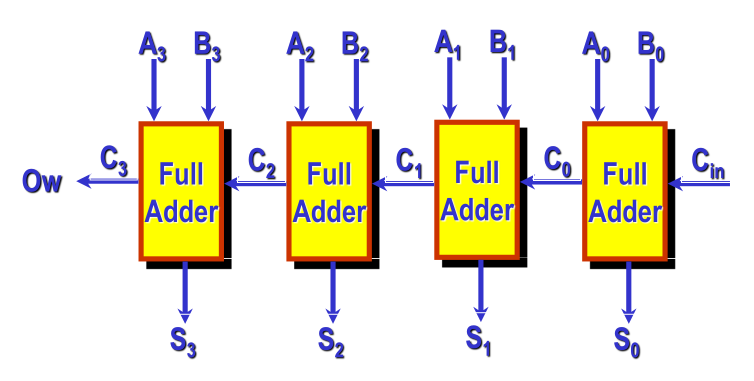 A₃ B₃ A₂ B₂ A₁ B₁ A₀ B₀
Ow C₃ Full Adder C₂ Full Adder C₁ Full Adder C₀ Full Adder Cᵢₙ
S₃ S₂ S₁ S₀